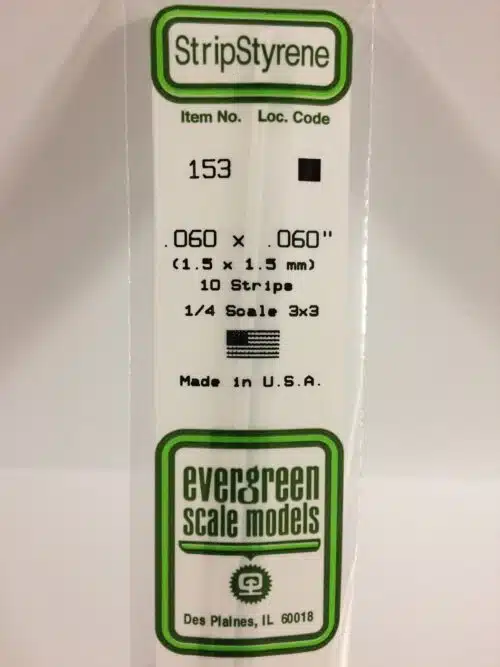 StripStyrene
Item No. Loc. Code
153
.060 x .060"
(1.5 x 1.5 mm)
10 Strips
1/4 Scale 3x3
Made in U.S.A.
evergreen
scale models
Des Plaines, IL 60018